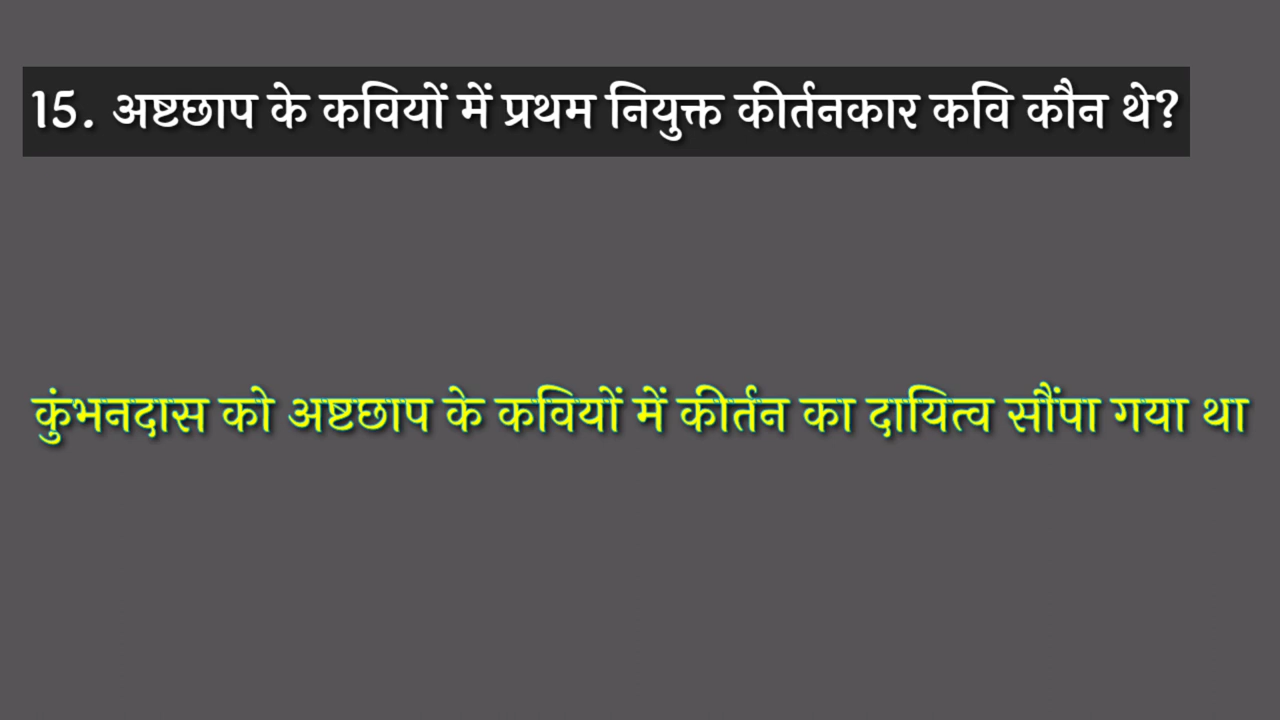 15. अष्टछाप के कवियों में प्रथम नियुक्त कीर्तनकार कवि कौन थे?
कुंभनदास को अष्टछाप के कवियों में कीर्तन का दायित्व सौंपा गया था